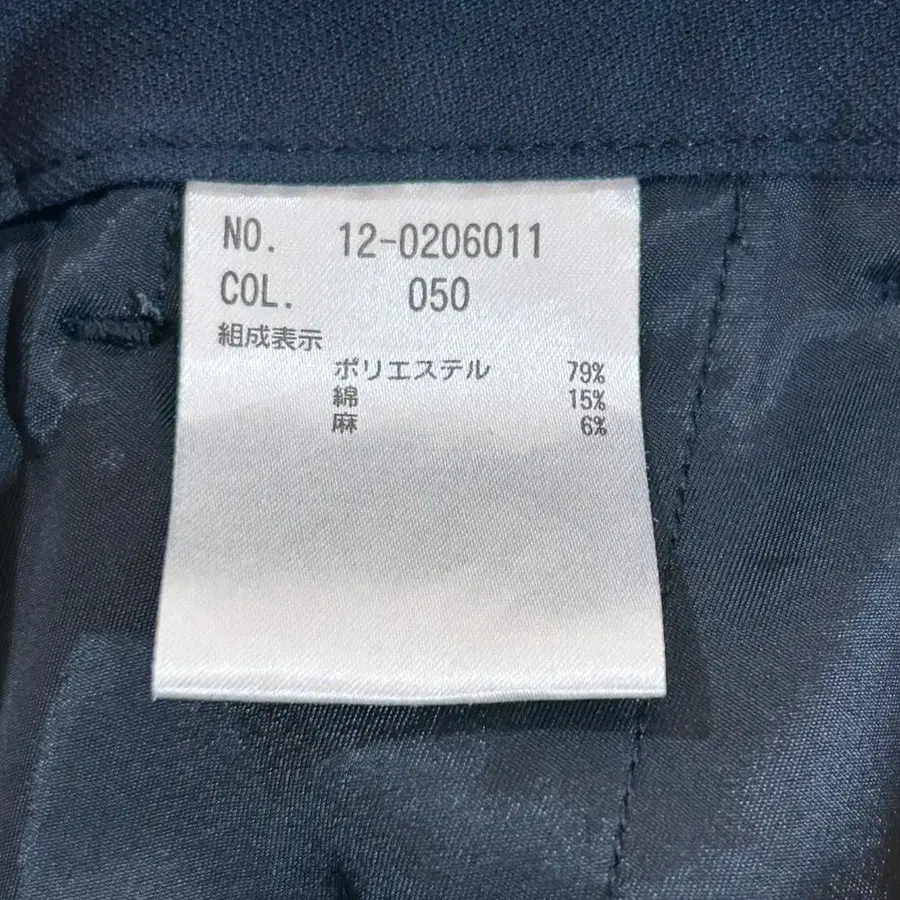 NO. 12-0206011
COL. 050
組成表示
ポリエステル 79%
綿 15%
麻 6%